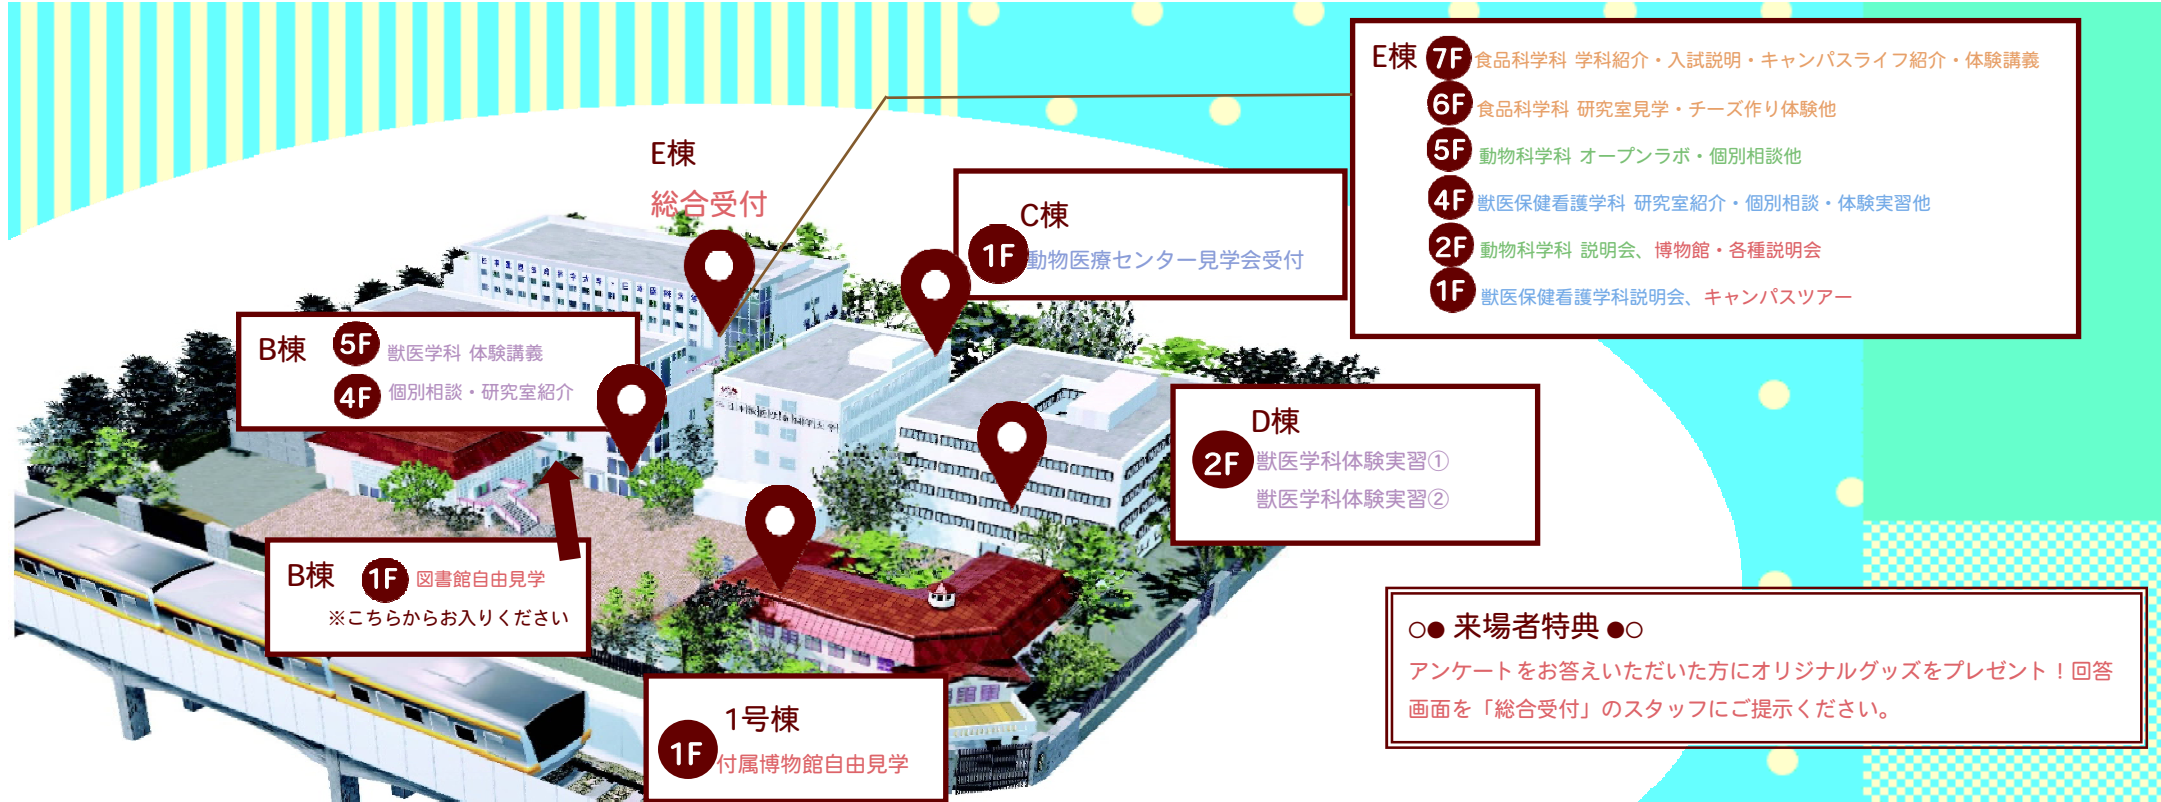 E棟 7F 食品科学科 学科紹介・入試説明・キャンパスライフ紹介・体験講義
6F 食品科学科 研究室見学・チーズ作り体験他
5F 動物科学科 オープンラボ・個別相談他
4F 獣医保健看護学科 研究室紹介・個別相談・体験実習他
2F 動物科学科 説明会、博物館・各種説明会
1F 獣医保健看護学科説明会、キャンパスツアー
E棟
総合受付
C棟
1F 動物医療センター見学会受付
B棟 5F 獣医学科 体験講義
4F 個別相談・研究室紹介
D棟
2F 獣医学科体験実習①
獣医学科体験実習②
B棟 1F 図書館自由見学
※こちらからお入りください
1号棟
1F 付属博物館自由見学
○● 来場者特典 ●○
アンケートをお答えいただいた方にオリジナルグッズをプレゼント！回答
画面を「総合受付」のスタッフにご提示ください。